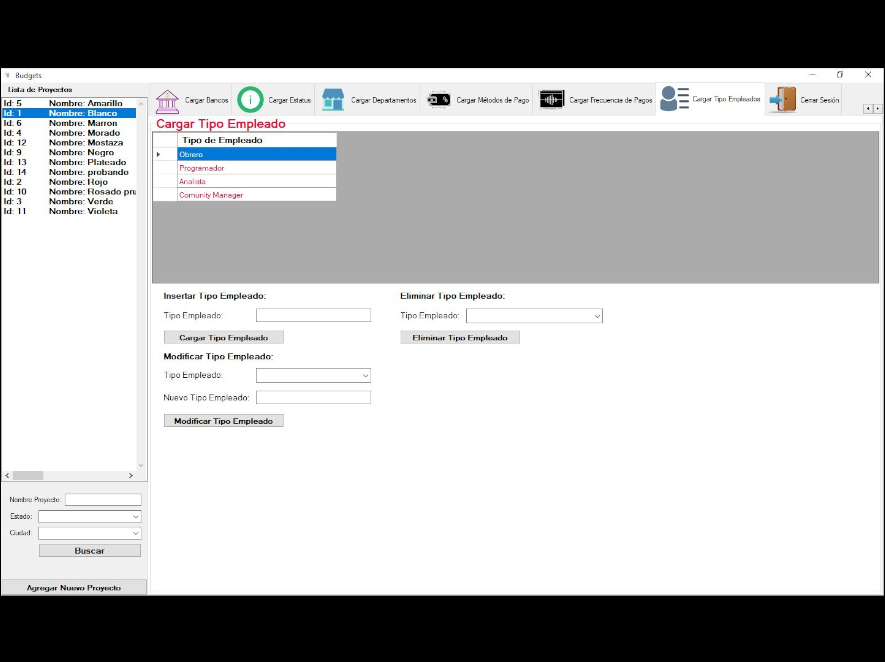 Budgets
Lista de Proyectos
Id: 5 Nombre: Amarillo
Id: 1 Nombre: Blanco
Id: 6 Nombre: Marron
Id: 4 Nombre: Morado
Id: 12 Nombre: Mostaza
Id: 9 Nombre: Negro
Id: 13 Nombre: Plateado
Id: 14 Nombre: probando
Id: 2 Nombre: Rojo
Id: 10 Nombre: Rosado pru
Id: 3 Nombre: Verde
Id: 11 Nombre: Violeta
Nombre Proyecto:
Estado:
Ciudad:
Buscar
Agregar Nuevo Proyecto
Cargar Bancos
Cargar Estatus
Cargar Departamentos
Cargar Métodos de Pago
Cargar Frecuencia de Pagos
Cargar Tipo Empleados
Cerrar Sesión
Cargar Tipo Empleado
Tipo de Empleado
Obrero
Programador
Analista
Comunity Manager
Insertar Tipo Empleado:
Tipo Empleado:
Cargar Tipo Empleado
Modificar Tipo Empleado:
Tipo Empleado:
Nuevo Tipo Empleado:
Modificar Tipo Empleado
Eliminar Tipo Empleado:
Tipo Empleado:
Eliminar Tipo Empleado